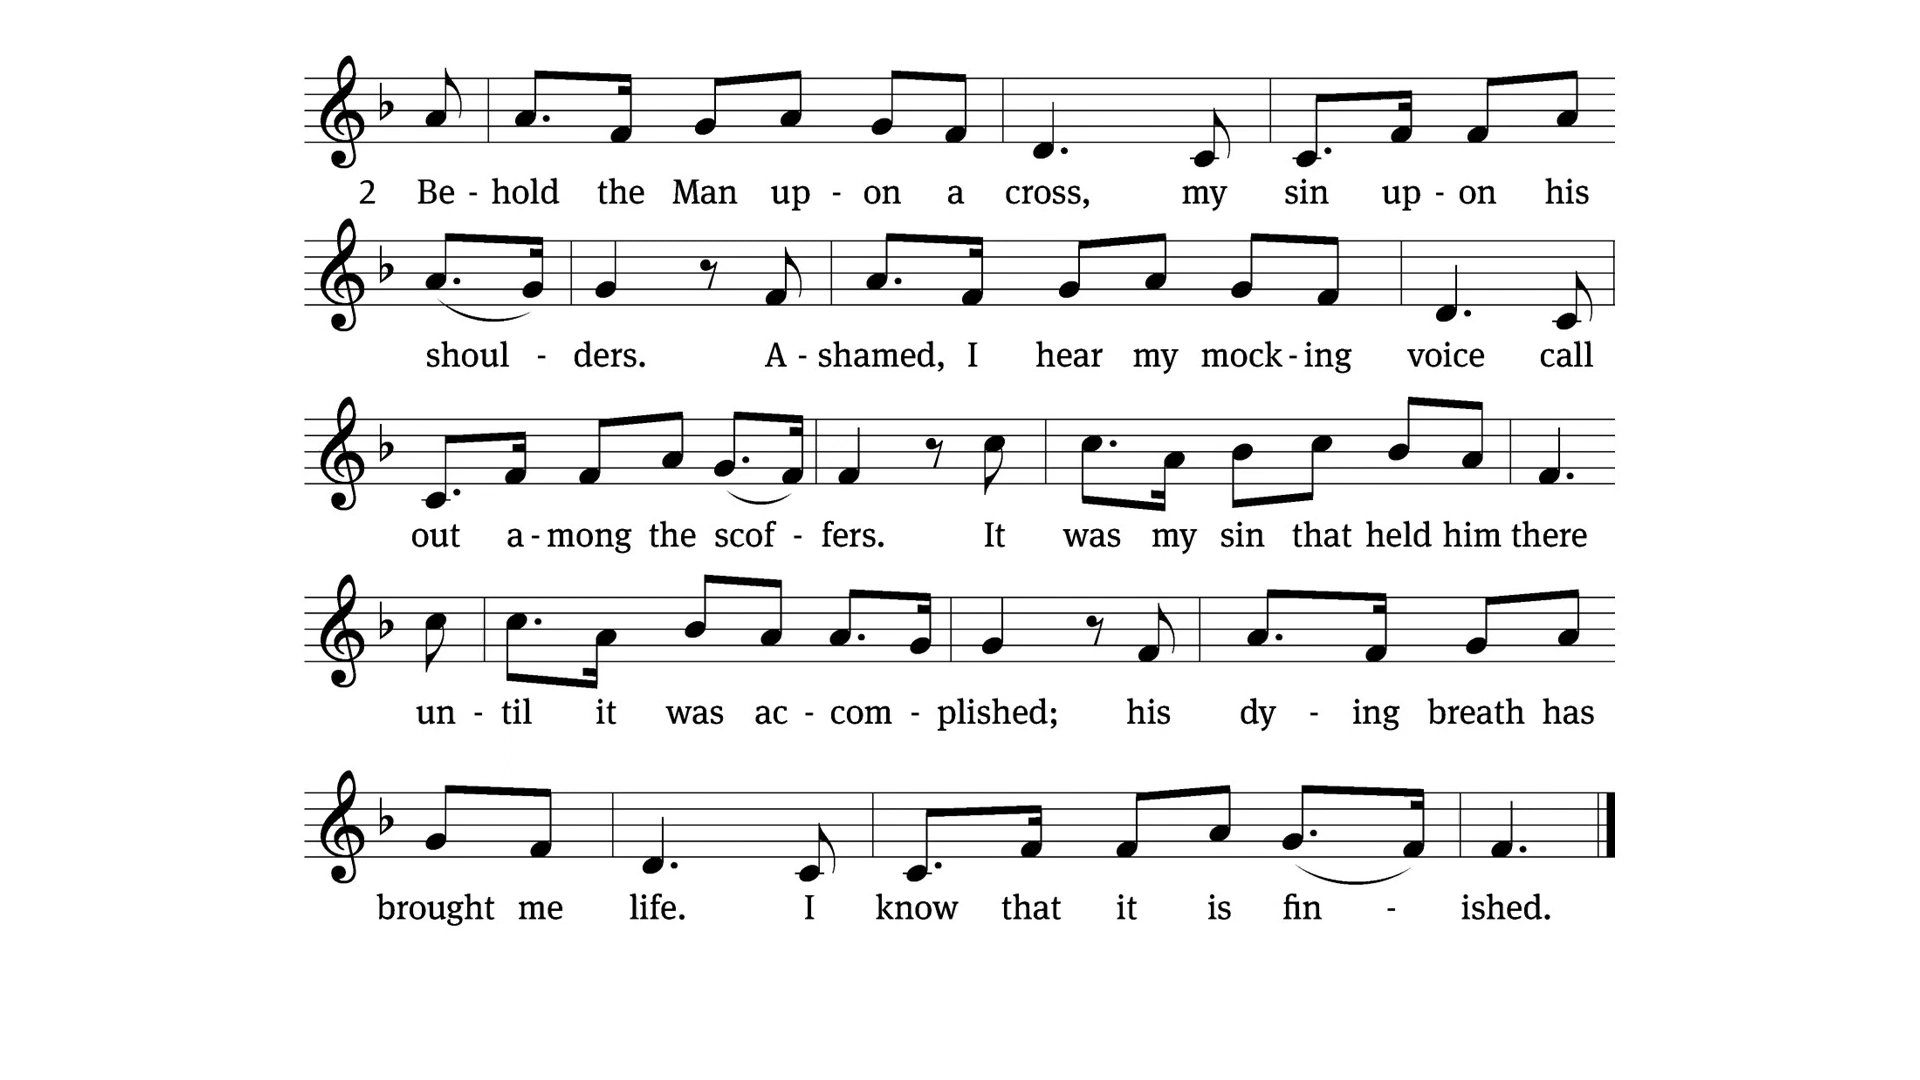 2 Be - hold the Man up - on a cross, my sin up - on his
shoul - ders. A - shamed, I hear my mock - ing voice call
out a - mong the scof - fers. It was my sin that held him there
un - til it was ac - com - plished; his dy - ing breath has
brought me life. I know that it is fin - ished.